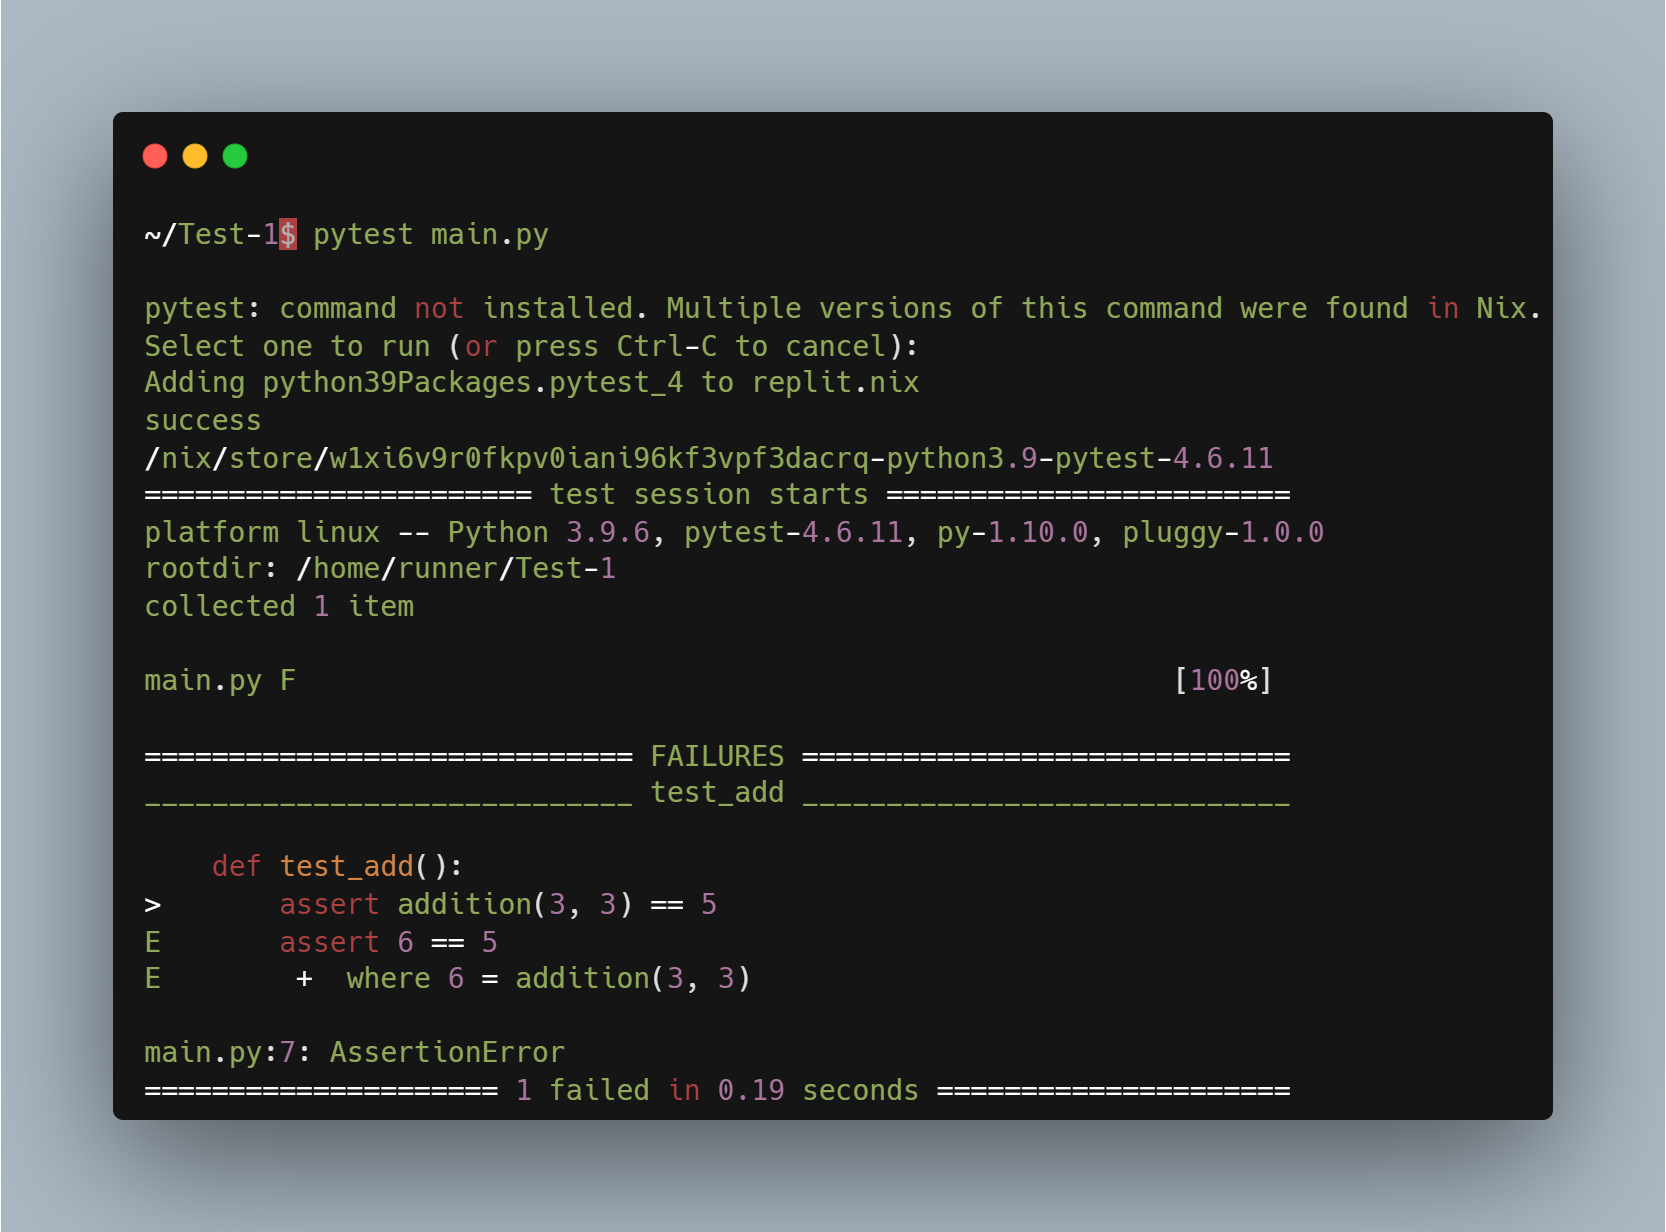 ~/Test-1$ pytest main.py
pytest: command not installed. Multiple versions of this command were found in Nix.
Select one to run (or press Ctrl-C to cancel):
Adding python39Packages.pytest_4 to replit.nix
success
/nix/store/w1xi6v9r0fkpv0iani96kf3vpf3dacrq-python3.9-pytest-4.6.11
======================= test session starts ========================
platform linux -- Python 3.9.6, pytest-4.6.11, py-1.10.0, pluggy-1.0.0
rootdir: /home/runner/Test-1
collected 1 item
main.py F                                                    [100%]
============================= FAILURES =============================
_____________________________ test_add _____________________________
    def test_add():
>       assert addition(3, 3) == 5
E       assert 6 == 5
E        +  where 6 = addition(3, 3)
main.py:7: AssertionError
===================== 1 failed in 0.19 seconds =====================